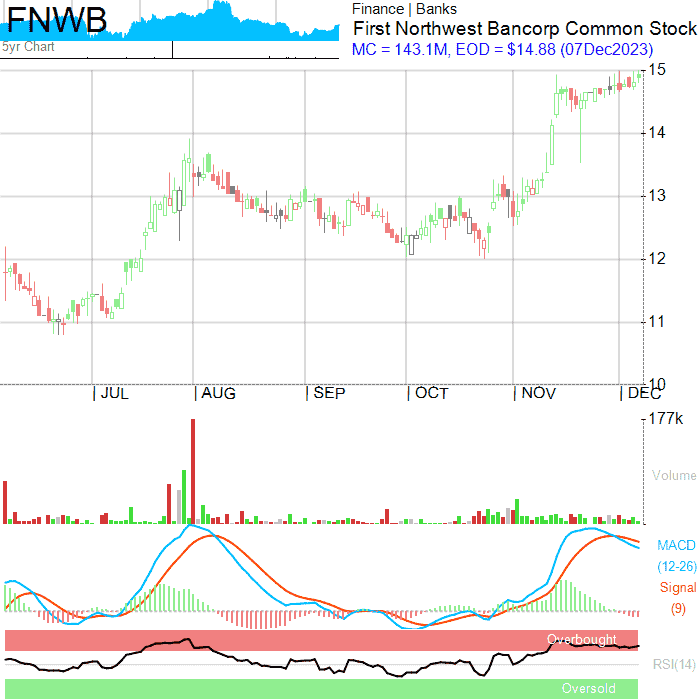 FNWB
5yr Chart
Finance | Banks
First Northwest Bancorp Common Stock
MC = 143.1M, EOD = $14.88 (07Dec2023)
15
14
13
12
11
10
JUL AUG SEP OCT NOV DEC
177k
Volume
MACD
(12-26)
Signal
(9)
Overbought
RSI(14)
Oversold